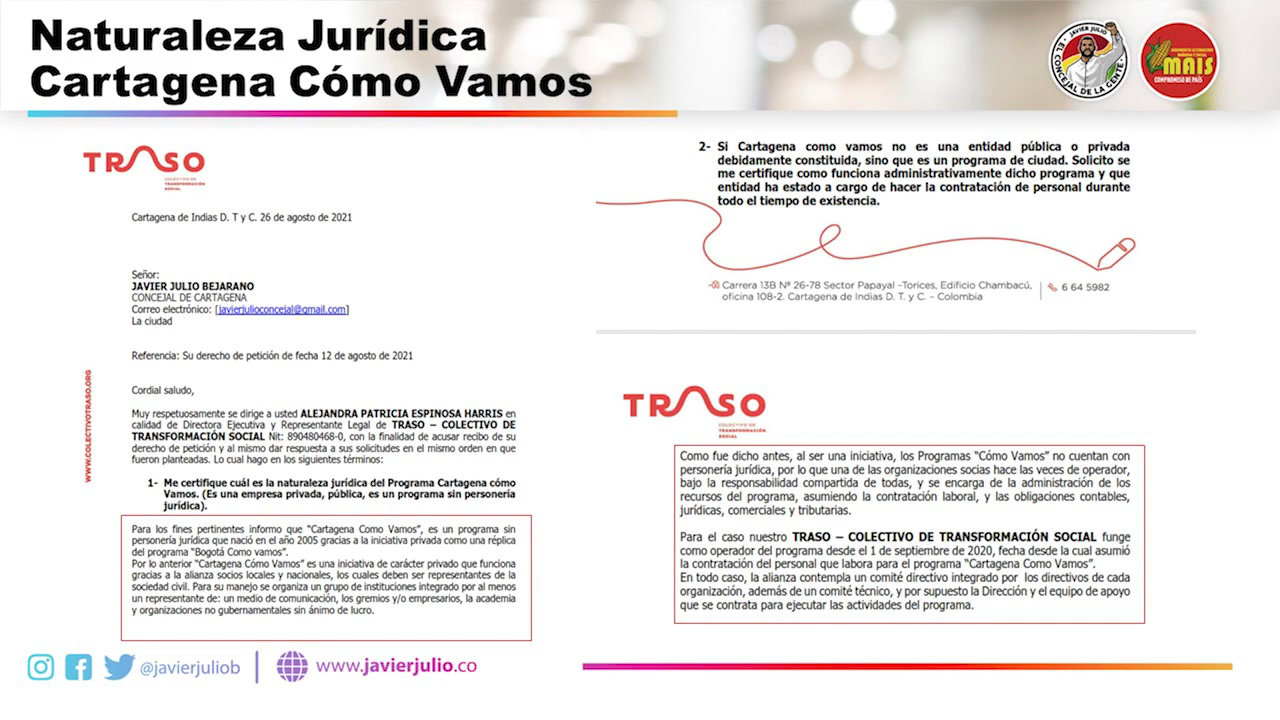 Naturaleza Jurídica
Cartagena Cómo Vamos
JAVIER JULIO
EL CONCEJAL DE LA GENTE
MAIS
COMPROMISO DE PAÍS
TRASO
COLECTIVO DE
TRANSFORMACIÓN
SOCIAL
Cartagena de Indias D. T y C. 26 de agosto de 2021
Señor:
JAVIER JULIO BEJARANO
CONCEJAL DE CARTAGENA
Correo electrónico: [javierjulioconcejal@gmail.com]
La ciudad
Referencia: Su derecho de petición de fecha 12 de agosto de 2021
Cordial saludo,
WWW.COLECTIVOTRASO.ORG
Muy respetuosamente se dirige a usted ALEJANDRA PATRICIA ESPINOSA HARRIS en
calidad de Directora Ejecutiva y Representante Legal de TRASO – COLECTIVO DE
TRANSFORMACIÓN SOCIAL Nit: 890480468-0, con la finalidad de acusar recibo de su
derecho de petición y al mismo dar respuesta a sus solicitudes en el mismo orden en que
fueron planteadas. Lo cual hago en los siguientes términos:
1- Me certifique cuál es la naturaleza jurídica del Programa Cartagena cómo
Vamos. (Es una empresa privada, pública, es un programa sin personería
jurídica).
Para los fines pertinentes informo que “Cartagena Como Vamos”, es un programa sin
personería jurídica que nació en el año 2005 gracias a la iniciativa privada como una réplica
del programa “Bogotá Como vamos”.
Por lo anterior “Cartagena Cómo Vamos” es una iniciativa de carácter privado que funciona
gracias a la alianza socios locales y nacionales, los cuales deben ser representantes de la
sociedad civil. Para su manejo se organiza un grupo de instituciones integrado por al menos
un representante de: un medio de comunicación, los gremios y/o empresarios, la academia
y organizaciones no gubernamentales sin ánimo de lucro.
@javierjuliob
www.javierjulio.co
2- Si Cartagena como vamos no es una entidad pública o privada
debidamente constituida, sino que es un programa de ciudad. Solicito se
me certifique como funciona administrativamente dicho programa y que
entidad ha estado a cargo de hacer la contratación de personal durante
todo el tiempo de existencia.
Carrera 13B Nº 26-78 Sector Papayal –Torices, Edificio Chambacú,
oficina 108-2. Cartagena de Indias D. T. y C. – Colombia
6 64 5982
TRASO
COLECTIVO DE
TRANSFORMACIÓN
SOCIAL
Como fue dicho antes, al ser una iniciativa, los Programas “Cómo Vamos” no cuentan con
personería jurídica, por lo que una de las organizaciones socias hace las veces de operador,
bajo la responsabilidad compartida de todas, y se encarga de la administración de los
recursos del programa, asumiendo la contratación laboral, y las obligaciones contables,
jurídicas, comerciales y tributarias.
Para el caso nuestro TRASO – COLECTIVO DE TRANSFORMACIÓN SOCIAL funge
como operador del programa desde el 1 de septiembre de 2020, fecha desde la cual asumió
la contratación del personal que labora para el programa “Cartagena Como Vamos”.
En todo caso, la alianza contempla un comité directivo integrado por los directivos de cada
organización, además de un comité técnico, y por supuesto la Dirección y el equipo de apoyo
que se contrata para ejecutar las actividades del programa.